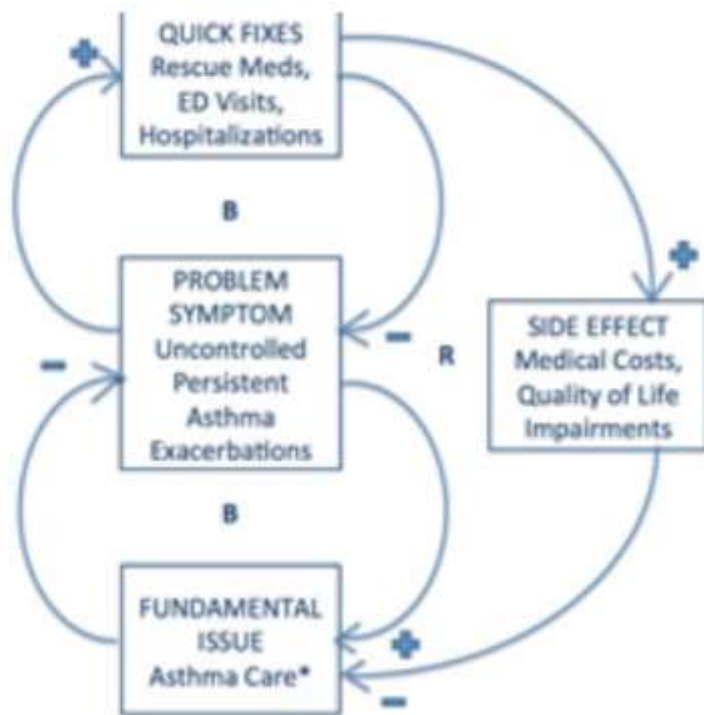 QUICK FIXES
Rescue Meds,
ED Visits,
Hospitalizations
B
PROBLEM
SYMPTOM
Uncontrolled
Persistent
Asthma
Exacerbations
R
SIDE EFFECT
Medical Costs,
Quality of Life
Impairments
B
FUNDAMENTAL
ISSUE
Asthma Care*